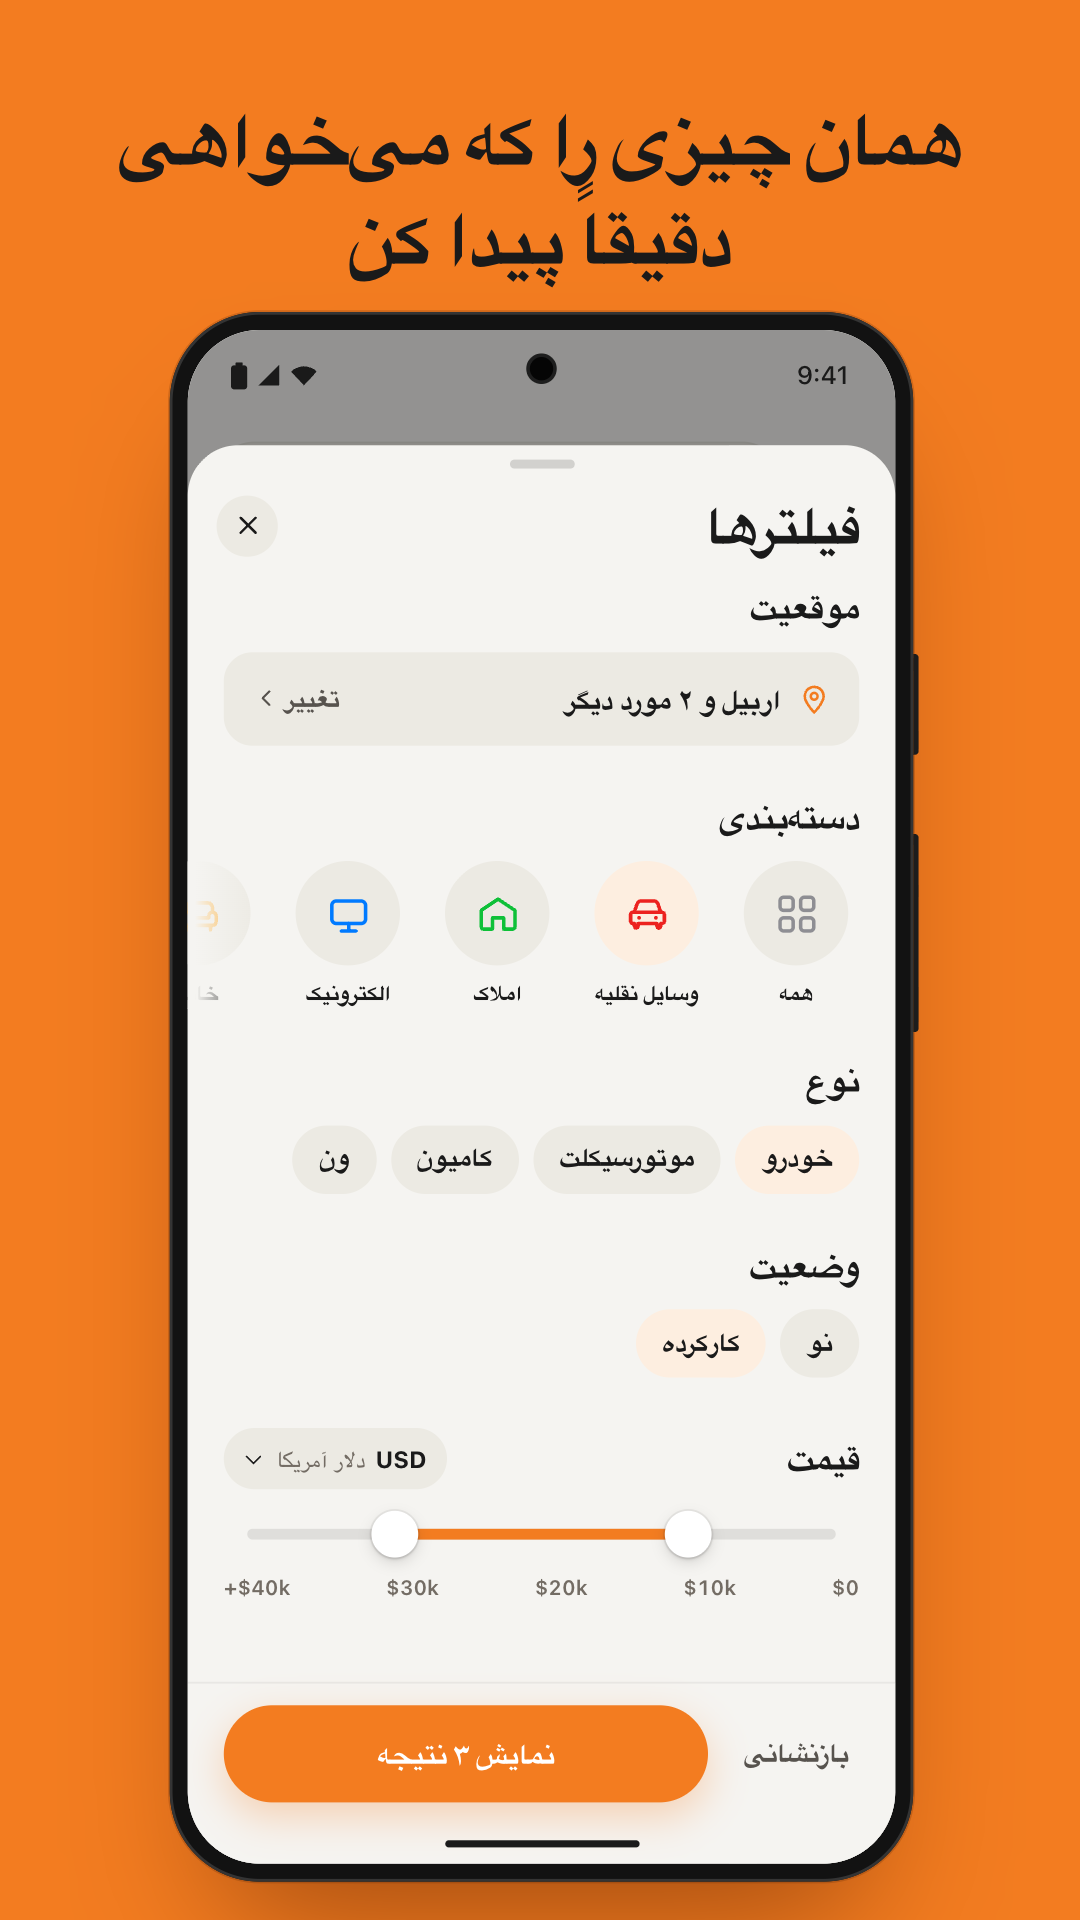 همان چیزی را که می‌خواهی
دقیقاً پیدا کن
9:41
فیلترها
موقعیت
اربیل و ۲ مورد دیگر
تغییر
دسته‌بندی
همه
وسایل نقلیه
املاک
الکترونیک
خا
نوع
خودرو
موتورسیکلت
کامیون
ون
وضعیت
نو
کارکرده
قیمت
USD دلار آمریکا
$0
$10k
$20k
$30k
+$40k
بازنشانی
نمایش ۳ نتیجه